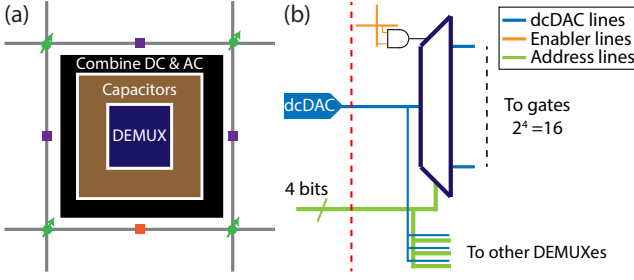 (a)
Combine DC & AC
Capacitors
DEMUX
(b)
dcDAC lines
Enabler lines
Address lines
dcDAC
To gates
2⁴ =16
4 bits
To other DEMUXes